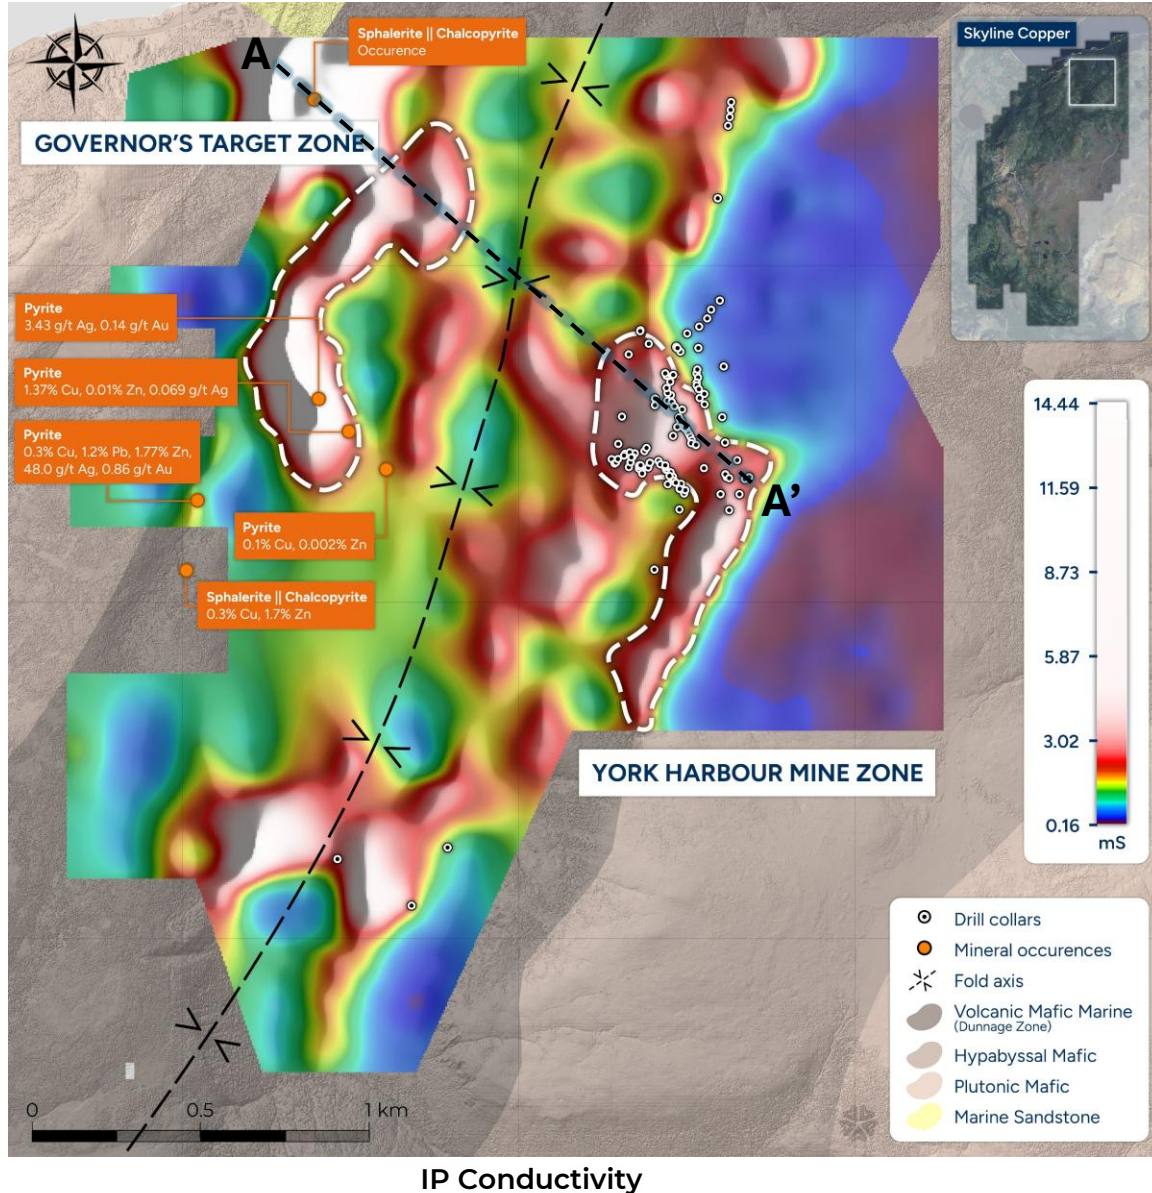 Sphalerite || Chalcopyrite
Occurence
Skyline Copper
A
GOVERNOR'S TARGET ZONE
Pyrite
3.43 g/t Ag, 0.14 g/t Au
Pyrite
1.37% Cu, 0.01% Zn, 0.069 g/t Ag
Pyrite
0.3% Cu, 1.2% Pb, 1.77% Zn,
48.0 g/t Ag, 0.86 g/t Au
Pyrite
0.1% Cu, 0.002% Zn
Sphalerite || Chalcopyrite
0.3% Cu, 1.7% Zn
A'
14.44
11.59
8.73
5.87
3.02
0.16
mS
YORK HARBOUR MINE ZONE
Drill collars
Mineral occurences
Fold axis
Volcanic Mafic Marine
(Dunnage Zone)
Hypabyssal Mafic
Plutonic Mafic
Marine Sandstone
0 0.5 1 km
IP Conductivity